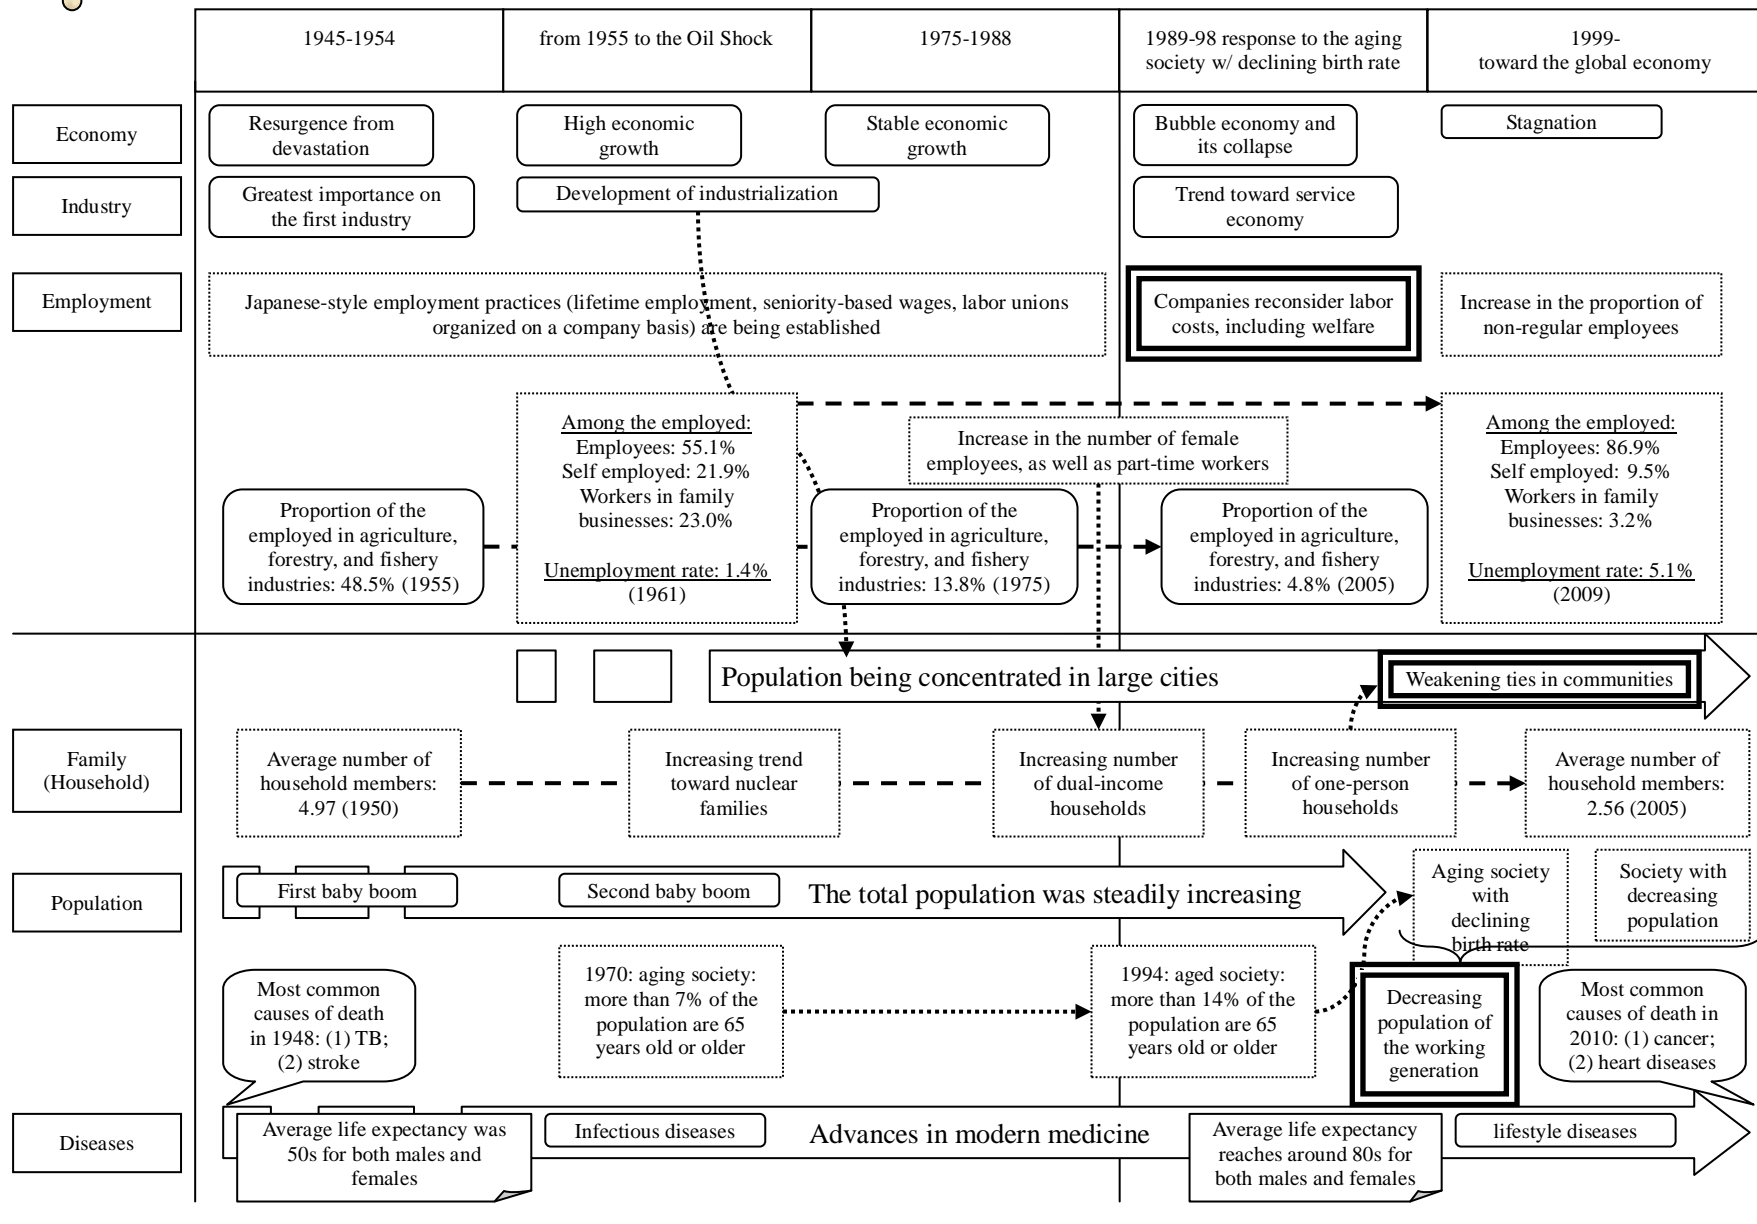 1945-1954
from 1955 to the Oil Shock
1975-1988
1989-98 response to the aging
society w/ declining birth rate
1999-
toward the global economy
Economy
Resurgence from
devastation
High economic
growth
Stable economic
growth
Bubble economy and
its collapse
Stagnation
Industry
Greatest importance on
the first industry
Development of industrialization
Trend toward service
economy
Employment
Japanese-style employment practices (lifetime employment, seniority-based wages, labor unions
organized on a company basis) are being established
Companies reconsider labor
costs, including welfare
Increase in the proportion of
non-regular employees
Among the employed:
Employees: 55.1%
Self employed: 21.9%
Workers in family
businesses: 23.0%
Unemployment rate: 1.4%
(1961)
Increase in the number of female
employees, as well as part-time workers
Among the employed:
Employees: 86.9%
Self employed: 9.5%
Workers in family
businesses: 3.2%
Unemployment rate: 5.1%
(2009)
Proportion of the
employed in agriculture,
forestry, and fishery
industries: 48.5% (1955)
Proportion of the
employed in agriculture,
forestry, and fishery
industries: 13.8% (1975)
Proportion of the
employed in agriculture,
forestry, and fishery
industries: 4.8% (2005)
Population being concentrated in large cities
Weakening ties in communities
Family
(Household)
Average number of
household members:
4.97 (1950)
Increasing trend
toward nuclear
families
Increasing number
of dual-income
households
Increasing number
of one-person
households
Average number of
household members:
2.56 (2005)
Population
First baby boom
Second baby boom
The total population was steadily increasing
Aging society
with
declining
birth rate
Society with
decreasing
population
Most common
causes of death
in 1948: (1) TB;
(2) stroke
1970: aging society:
more than 7% of the
population are 65
years old or older
1994: aged society:
more than 14% of the
population are 65
years old or older
Decreasing
population of
the working
generation
Most common
causes of death in
2010: (1) cancer;
(2) heart diseases
Diseases
Average life expectancy was
50s for both males and
females
Infectious diseases
Advances in modern medicine
Average life expectancy
reaches around 80s for
both males and females
lifestyle diseases